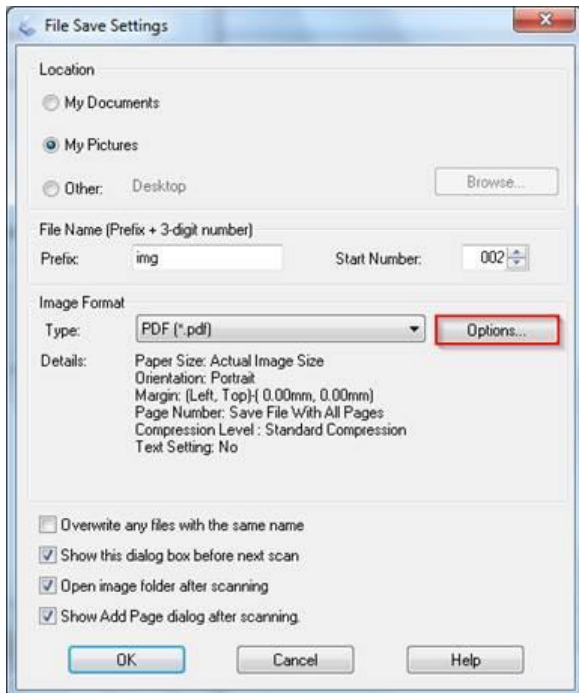 File Save Settings
Location
My Documents
My Pictures
Other: Desktop Browse...
File Name (Prefix + 3-digit number)
Prefix: img Start Number: 002
Image Format
Type: PDF (*.pdf) Options...
Details: Paper Size: Actual Image Size
Orientation: Portrait
Margin: (Left, Top)-( 0.00mm, 0.00mm)
Page Number: Save File With All Pages
Compression Level : Standard Compression
Text Setting: No
Overwrite any files with the same name
Show this dialog box before next scan
Open image folder after scanning
Show Add Page dialog after scanning.
OK Cancel Help